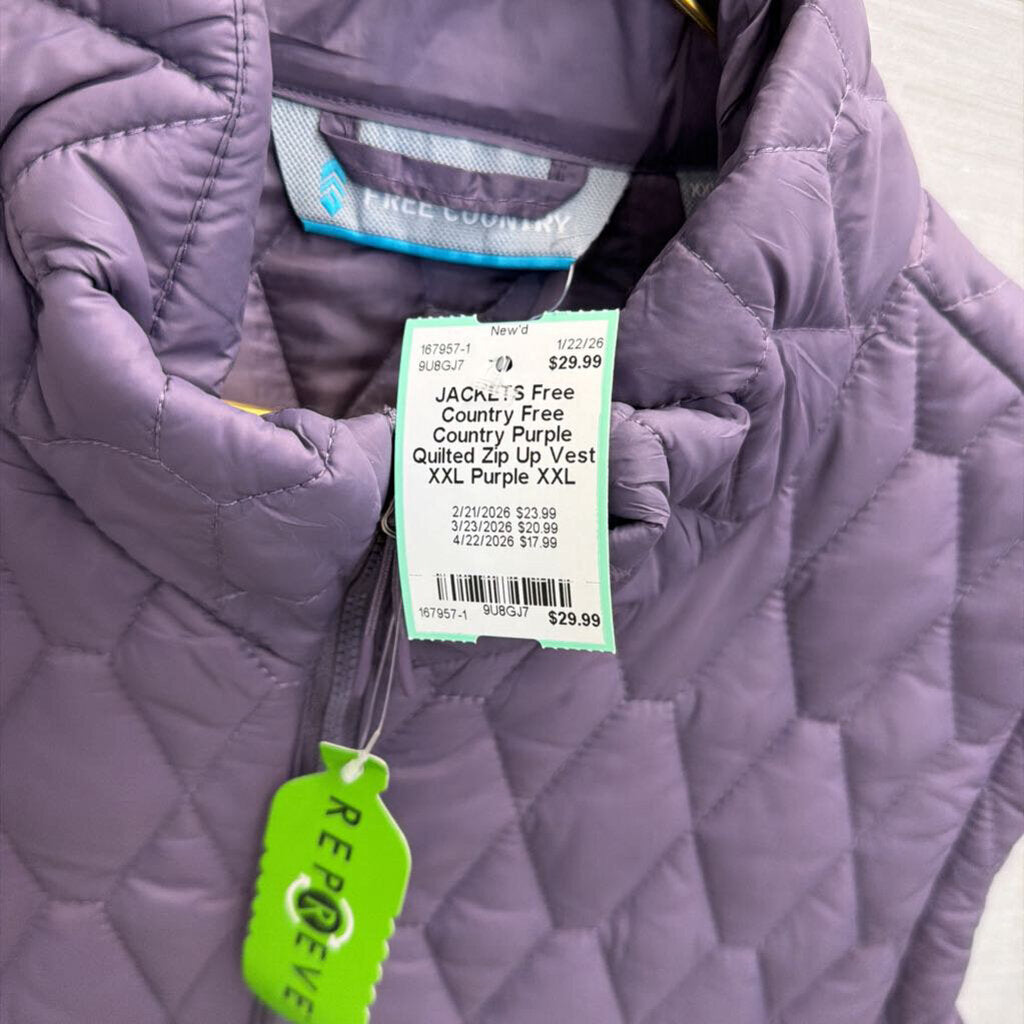 FREE COUNTRY
XX
New'd
167957-1 1/22/26
9U8GJ7 $29.99
JACKETS Free
Country Free
Country Purple
Quilted Zip Up Vest
XXL Purple XXL
2/21/2026 $23.99
3/23/2026 $20.99
4/22/2026 $17.99
167957-1 9U8GJ7 $29.99
REPREVE